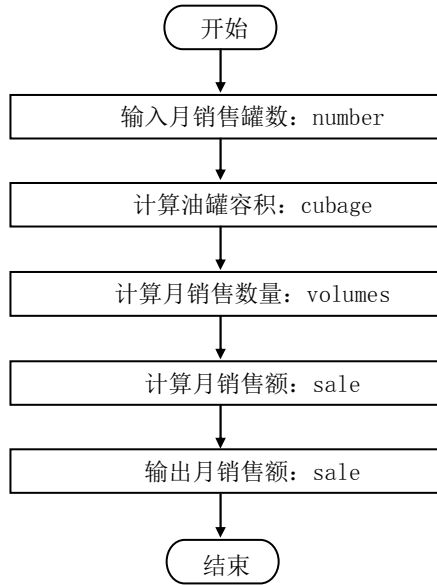 开始
输入月销售罐数：number
计算油罐容积：cubage
计算月销售数量：volumes
计算月销售额：sale
输出月销售额：sale
结束